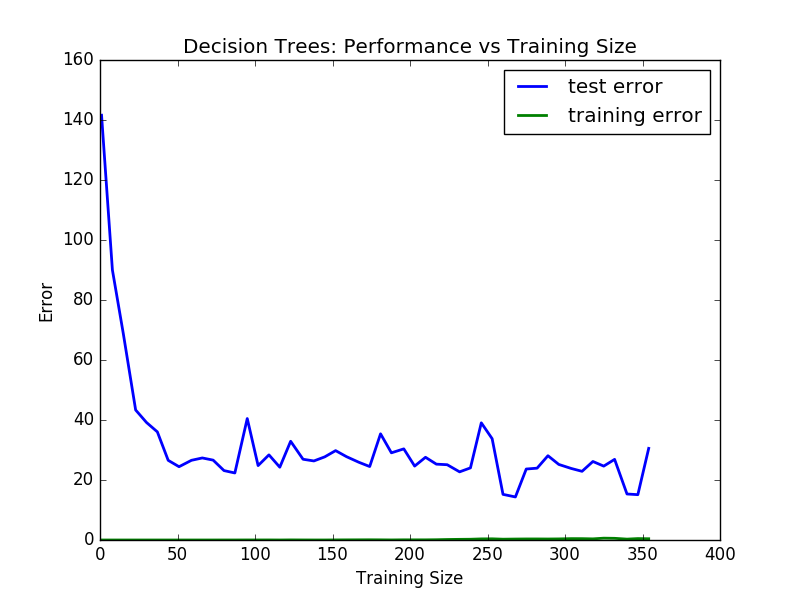 Decision Trees: Performance vs Training Size
test error
training error
160
140
120
100
80
60
40
20
0
Error
0 50 100 150 200 250 300 350 400
Training Size